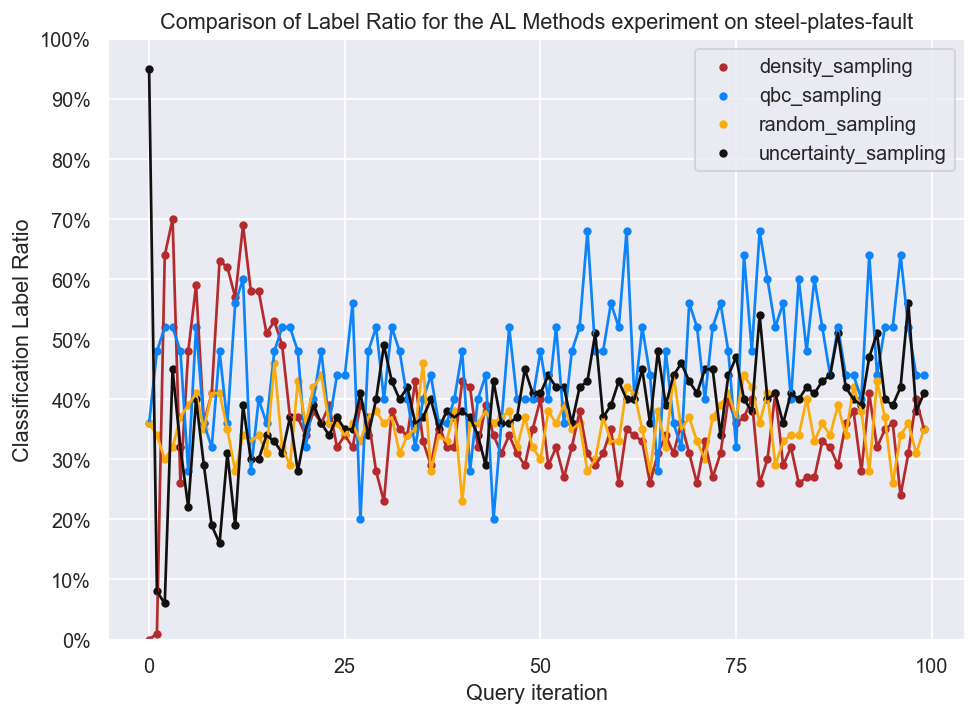 Comparison of Label Ratio for the AL Methods experiment on steel-plates-fault
100%
90%
80%
70%
60%
50%
40%
30%
20%
10%
0%
Classification Label Ratio
density_sampling
qbc_sampling
random_sampling
uncertainty_sampling
0
25
50
75
100
Query iteration